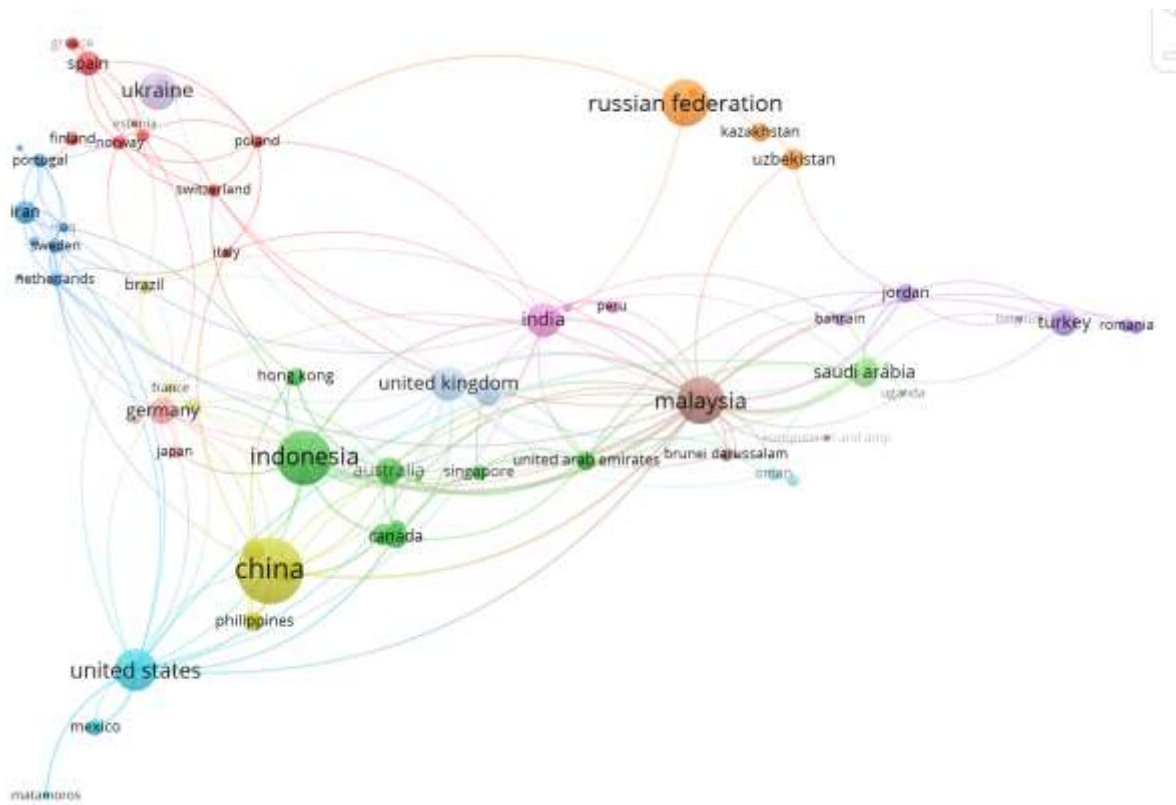 greece
spain
ukraine
russian federation
kazakhstan
estonia
finland
norway
poland
uzbekistan
portugal
switzerland
iran
iraq
sweden
italy
netherlands
brazil
jordan
peru
india
bahrain
turkey
romania
hong kong
united kingdom
saudi arabia
france
uganda
germany
malaysia
japan
indonesia
australia
singapore
united arab emirates
brunei darussalam
oman
canada
china
philippines
united states
mexico
matamoros